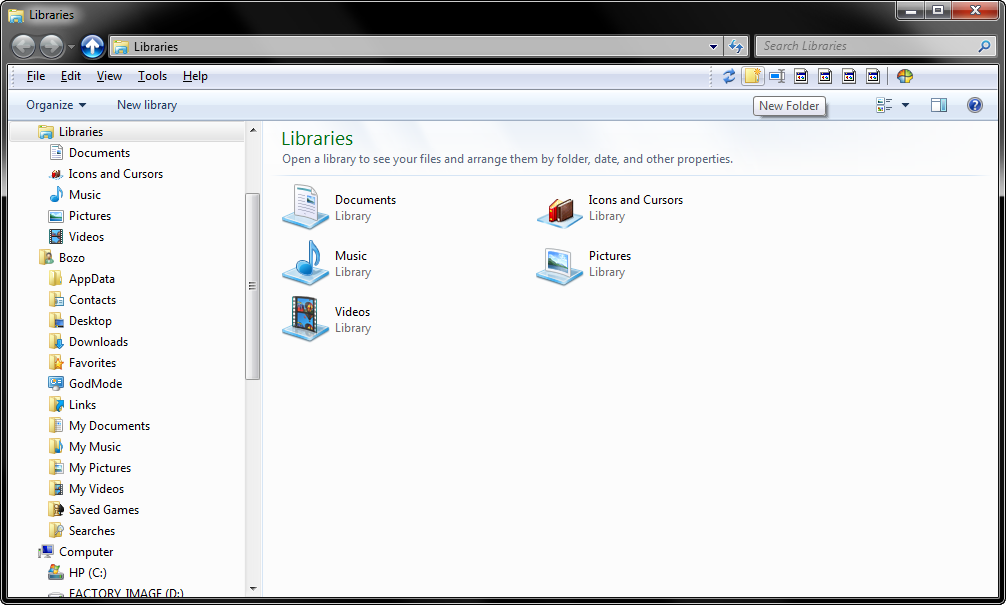 Libraries
Libraries
Search Libraries
File Edit View Tools Help
Organize New library
New Folder
Libraries
Documents
Icons and Cursors
Music
Pictures
Videos
Bozo
AppData
Contacts
Desktop
Downloads
Favorites
GodMode
Links
My Documents
My Music
My Pictures
My Videos
Saved Games
Searches
Computer
HP (C:)
FACTORY_IMAGE (D:)
Libraries
Open a library to see your files and arrange them by folder, date, and other properties.
Documents
Library
Icons and Cursors
Library
Music
Library
Pictures
Library
Videos
Library